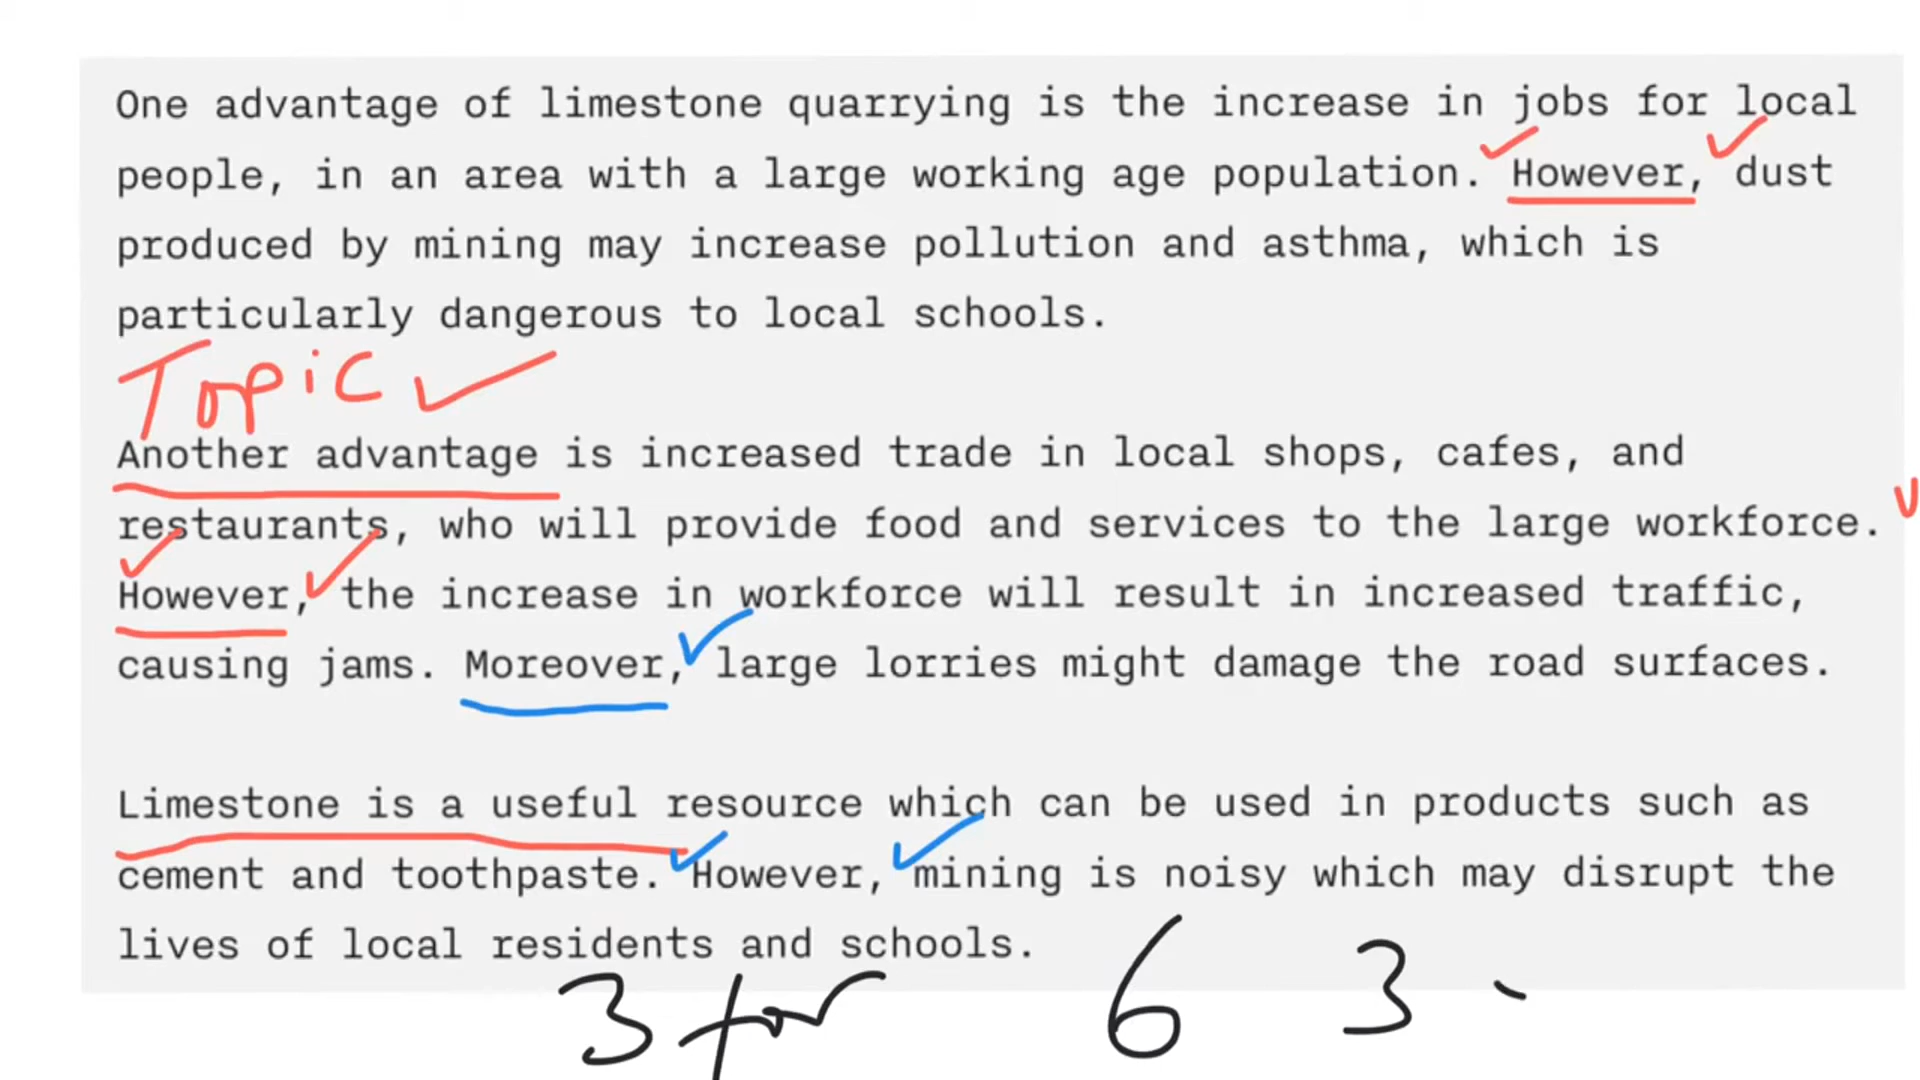 One advantage of limestone quarrying is the increase in jobs for local
people, in an area with a large working age population. However, dust
produced by mining may increase pollution and asthma, which is
particularly dangerous to local schools.
Topic
Another advantage is increased trade in local shops, cafes, and
restaurants, who will provide food and services to the large workforce.
However, the increase in workforce will result in increased traffic,
causing jams. Moreover, large lorries might damage the road surfaces.
Limestone is a useful resource which can be used in products such as
cement and toothpaste. However, mining is noisy which may disrupt the
lives of local residents and schools.
3 for 6 3